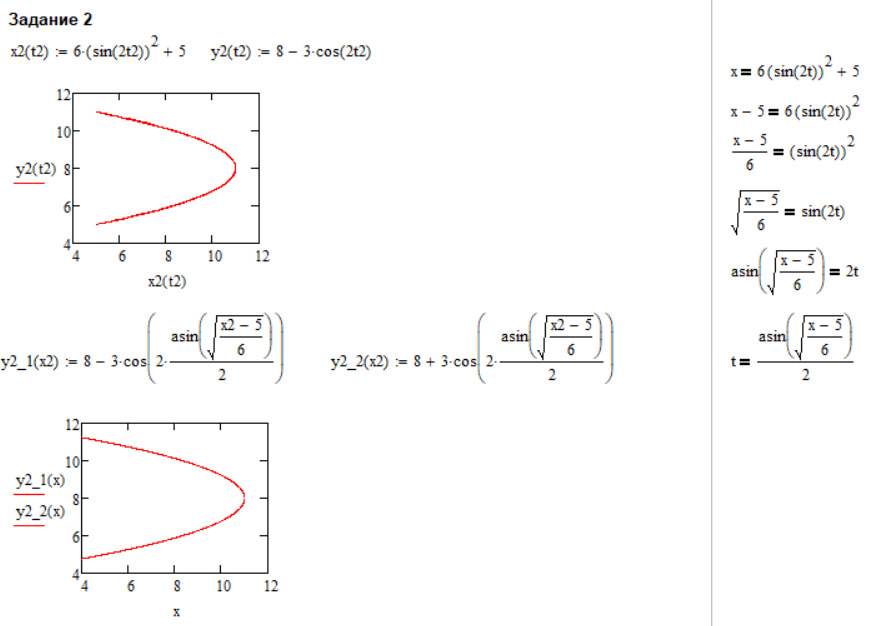 Задание 2
x2(t2) := 6·(sin(2t2))² + 5 y2(t2) := 8 − 3·cos(2t2)
12
10
y2(t2) 8
6
4
4 6 8 10 12
x2(t2)
y2_1(x2) := 8 − 3·cos(2·asin(√((x2 − 5)/6))/2) y2_2(x2) := 8 + 3·cos(2·asin(√((x2 − 5)/6))/2)
12
10
y2_1(x)
8
y2_2(x)
6
4
4 6 8 10 12
x
x = 6(sin(2t))² + 5
x − 5 = 6(sin(2t))²
(x − 5)/6 = (sin(2t))²
√((x − 5)/6) = sin(2t)
asin(√((x − 5)/6)) = 2t
t = asin(√((x − 5)/6))/2